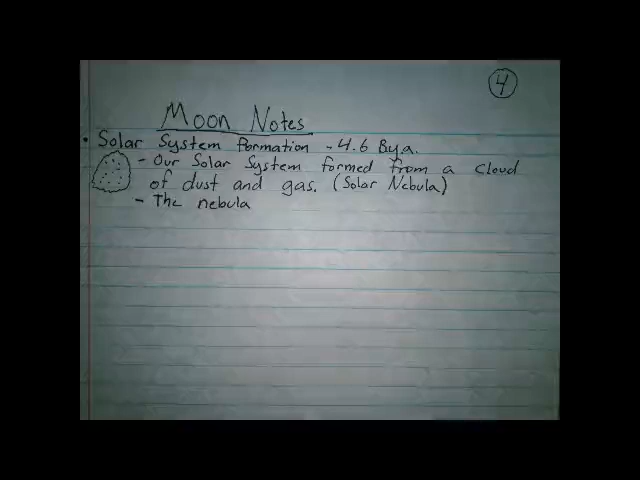 4
Moon Notes
• Solar System formation - 4.6 B.y.a.
- Our Solar System formed from a cloud
of dust and gas. (Solar Nebula)
- The nebula